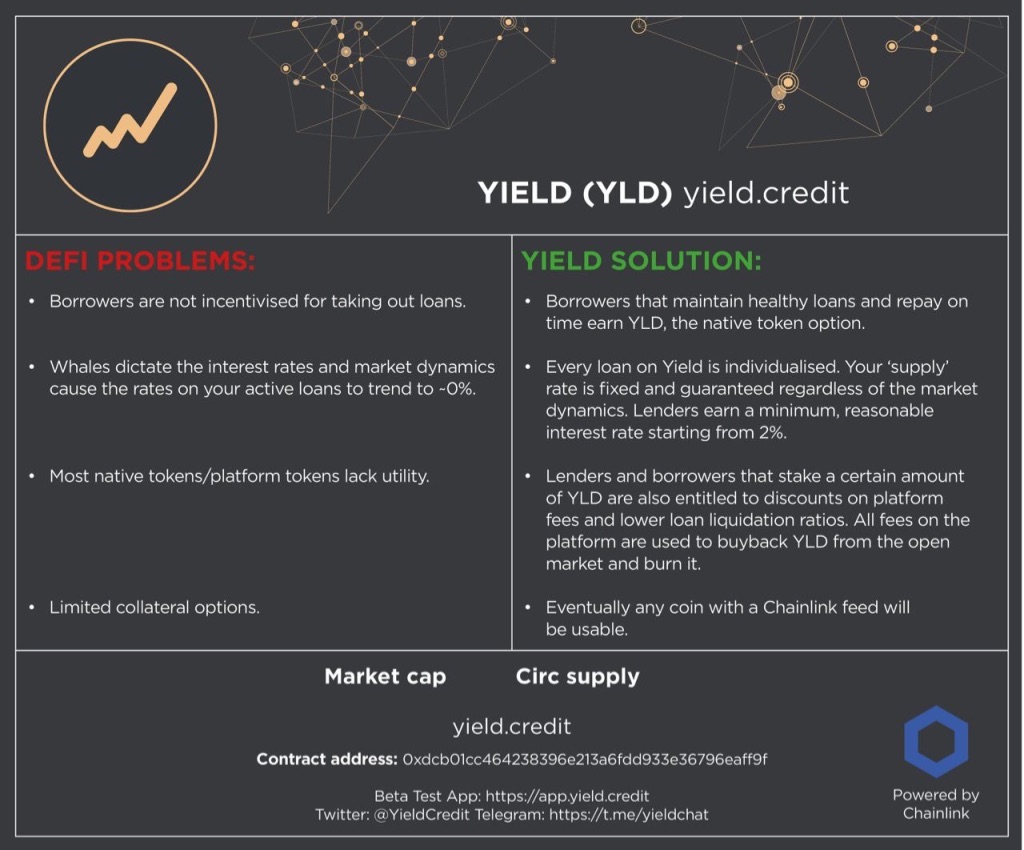 YIELD (YLD) yield.credit
DEFI PROBLEMS:
• Borrowers are not incentivised for taking out loans.
• Whales dictate the interest rates and market dynamics
cause the rates on your active loans to trend to ~0%.
• Most native tokens/platform tokens lack utility.
• Limited collateral options.
YIELD SOLUTION:
• Borrowers that maintain healthy loans and repay on
time earn YLD, the native token option.
• Every loan on Yield is individualised. Your ‘supply’
rate is fixed and guaranteed regardless of the market
dynamics. Lenders earn a minimum, reasonable
interest rate starting from 2%.
• Lenders and borrowers that stake a certain amount
of YLD are also entitled to discounts on platform
fees and lower loan liquidation ratios. All fees on the
platform are used to buyback YLD from the open
market and burn it.
• Eventually any coin with a Chainlink feed will
be usable.
Market cap Circ supply
yield.credit
Contract address: 0xdcb01cc464238396e213a6fdd933e36796eaff9f
Beta Test App: https://app.yield.credit
Twitter: @YieldCredit Telegram: https://t.me/yieldchat
Powered by
Chainlink